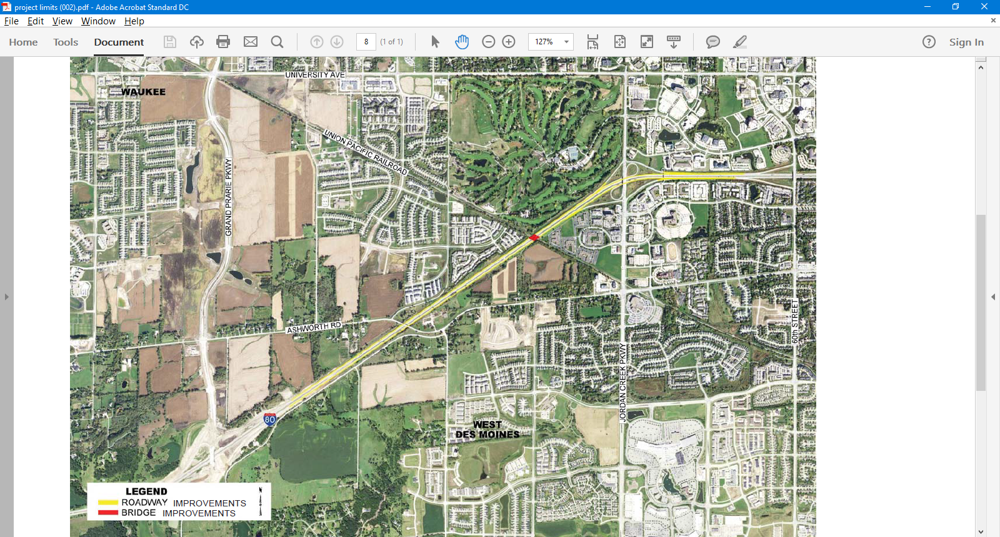 project limits (002).pdf - Adobe Acrobat Standard DC
File Edit View Window Help
Home Tools Document 8 (1 of 1) 127% Sign In
UNIVERSITY AVE
WAUKEE
UNION PACIFIC RAILROAD
GRAND PRARIE PKWY
ASHWORTH RD
60th STREET
JORDAN CREEK PKWY
80
WEST
DES MOINES
LEGEND
N
ROADWAY IMPROVEMENTS
BRIDGE IMPROVEMENTS